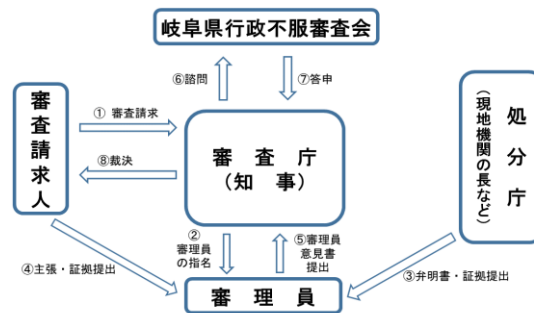 岐阜県行政不服審査会
⑥諮問
⑦答申
審査請求人
① 審査請求
⑧裁決
審査庁
(知事)
処分庁
(現地機関の長など)
②
審理員
の指名
⑤審理員
意見書
提出
④主張・証拠提出
③弁明書・証拠提出
審理員